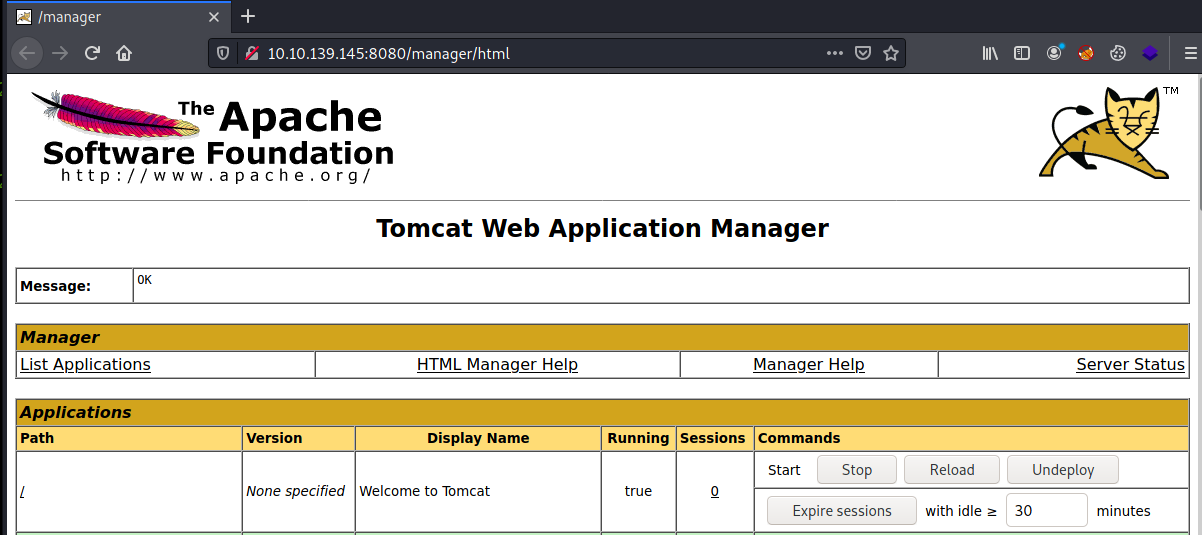 /manager
10.10.139.145:8080/manager/html
The Apache
Software Foundation
http://www.apache.org/
TM
Tomcat Web Application Manager
Message: OK
Manager
List Applications HTML Manager Help Manager Help Server Status
Applications
Path Version Display Name Running Sessions Commands
/ None specified Welcome to Tomcat true 0 Start Stop Reload Undeploy
Expire sessions with idle ≥ 30 minutes